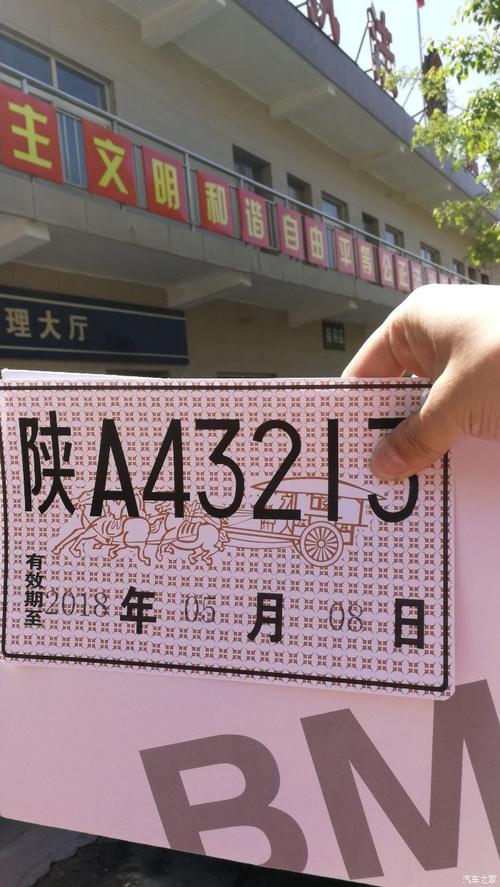 主文明和谐自由平等公正
理大厅
陕A4321
有效期至2018年05月08日
BM
汽车之家